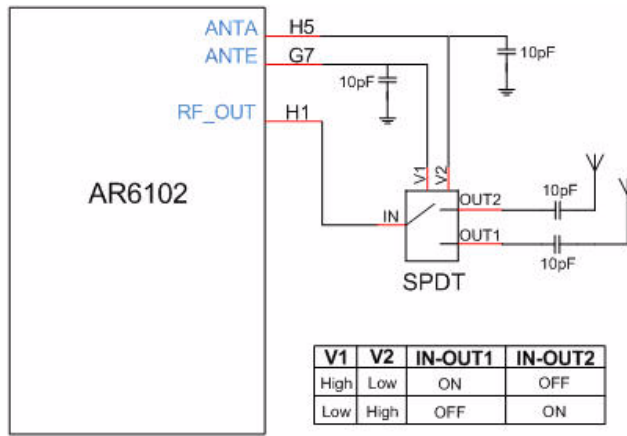 ANTA H5
ANTE G7
10pF
10pF
RF_OUT H1
AR6102
V1
V2
10pF
IN
OUT2
OUT1
10pF
SPDT
V1 V2 IN-OUT1 IN-OUT2
High Low ON OFF
Low High OFF ON